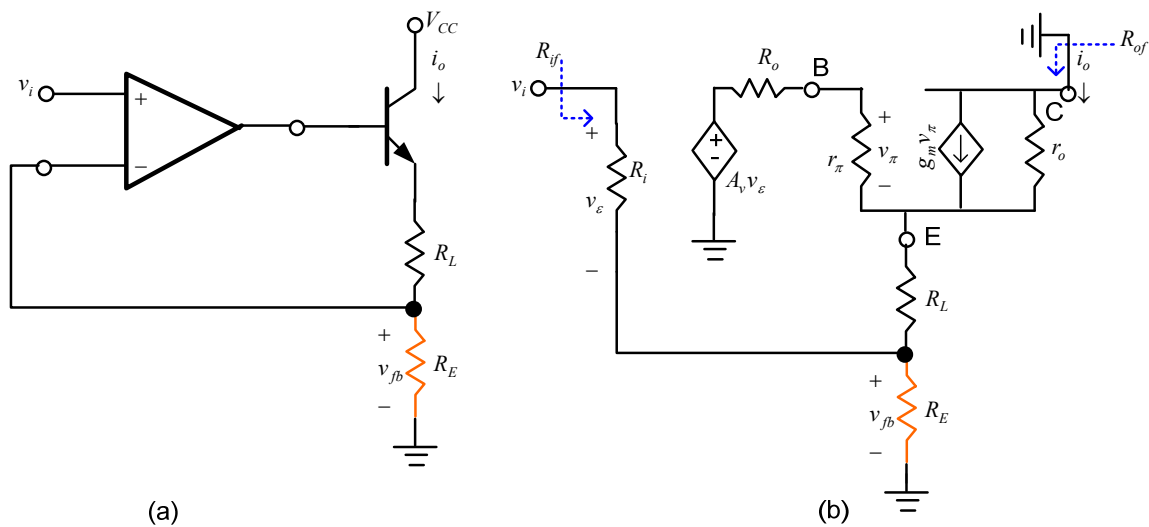 V_CC
v_i
+
−
i_o
↓
R_L
+
v_fb
−
R_E
(a)
R_if
v_i
+
R_i
v_ε
−
R_o
B
+
-
A_v v_ε
r_π
+
v_π
−
g_m v_π
r_o
i_o
↓
R_of
C
E
R_L
+
v_fb
−
R_E
(b)